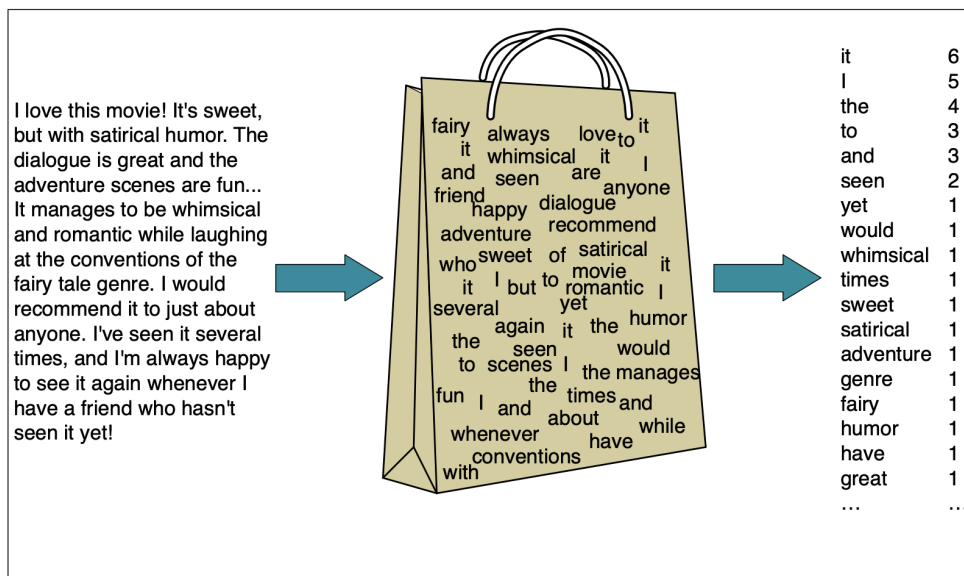 I love this movie! It's sweet,
but with satirical humor. The
dialogue is great and the
adventure scenes are fun...
It manages to be whimsical
and romantic while laughing
at the conventions of the
fairy tale genre. I would
recommend it to just about
anyone. I've seen it several
times, and I'm always happy
to see it again whenever I
have a friend who hasn't
seen it yet!
fairy always love to it
it whimsical it I
and seen are anyone
friend happy dialogue
adventure recommend
who sweet of satirical
it I but to movie it
romantic I
several yet
again it the humor
the seen would
to scenes I the manages
fun the times and
I and about
whenever have while
conventions
with
it 6
I 5
the 4
to 3
and 3
seen 2
yet 1
would 1
whimsical 1
times 1
sweet 1
satirical 1
adventure 1
genre 1
fairy 1
humor 1
have 1
great 1
… …